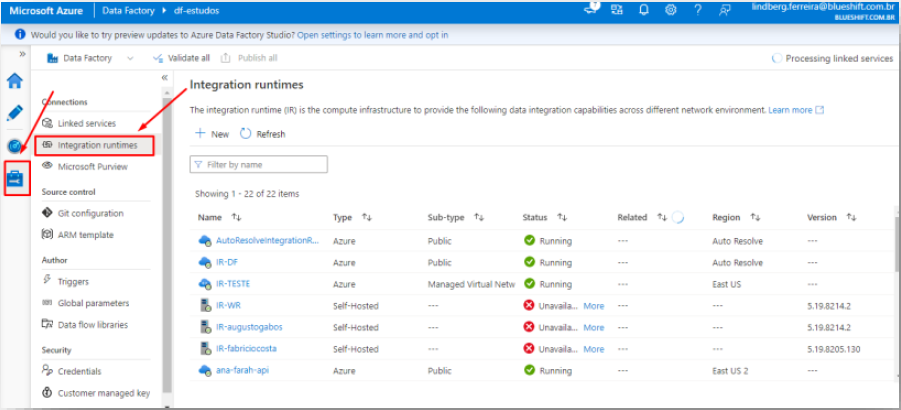 Microsoft Azure Data Factory df-estudos lindberg.ferreira@blueshift.com.br
BLUESHIFT.COM.BR
Would you like to try preview updates to Azure Data Factory Studio? Open settings to learn more and opt in
Data Factory Validate all Publish all Processing linked services
Connections
Linked services
Integration runtimes
Microsoft Purview
Source control
Git configuration
ARM template
Author
Triggers
Global parameters
Data flow libraries
Security
Credentials
Customer managed key
Integration runtimes
The integration runtime (IR) is the compute infrastructure to provide the following data integration capabilities across different network environment. Learn more
New Refresh
Filter by name
Showing 1 - 22 of 22 items
Name Type Sub-type Status Related Region Version
AutoResolveIntegrationR... Azure Public Running --- Auto Resolve ---
IR-DF Azure Public Running --- Auto Resolve ---
IR-TESTE Azure Managed Virtual Netw Running --- East US ---
IR-WR Self-Hosted --- Unavaila... More --- --- 5.19.8214.2
IR-augustogabos Self-Hosted --- Unavaila... More --- --- 5.19.8214.2
IR-fabriciocosta Self-Hosted --- Unavaila... More --- --- 5.19.8205.130
ana-farah-api Azure Public Running --- East US 2 ---